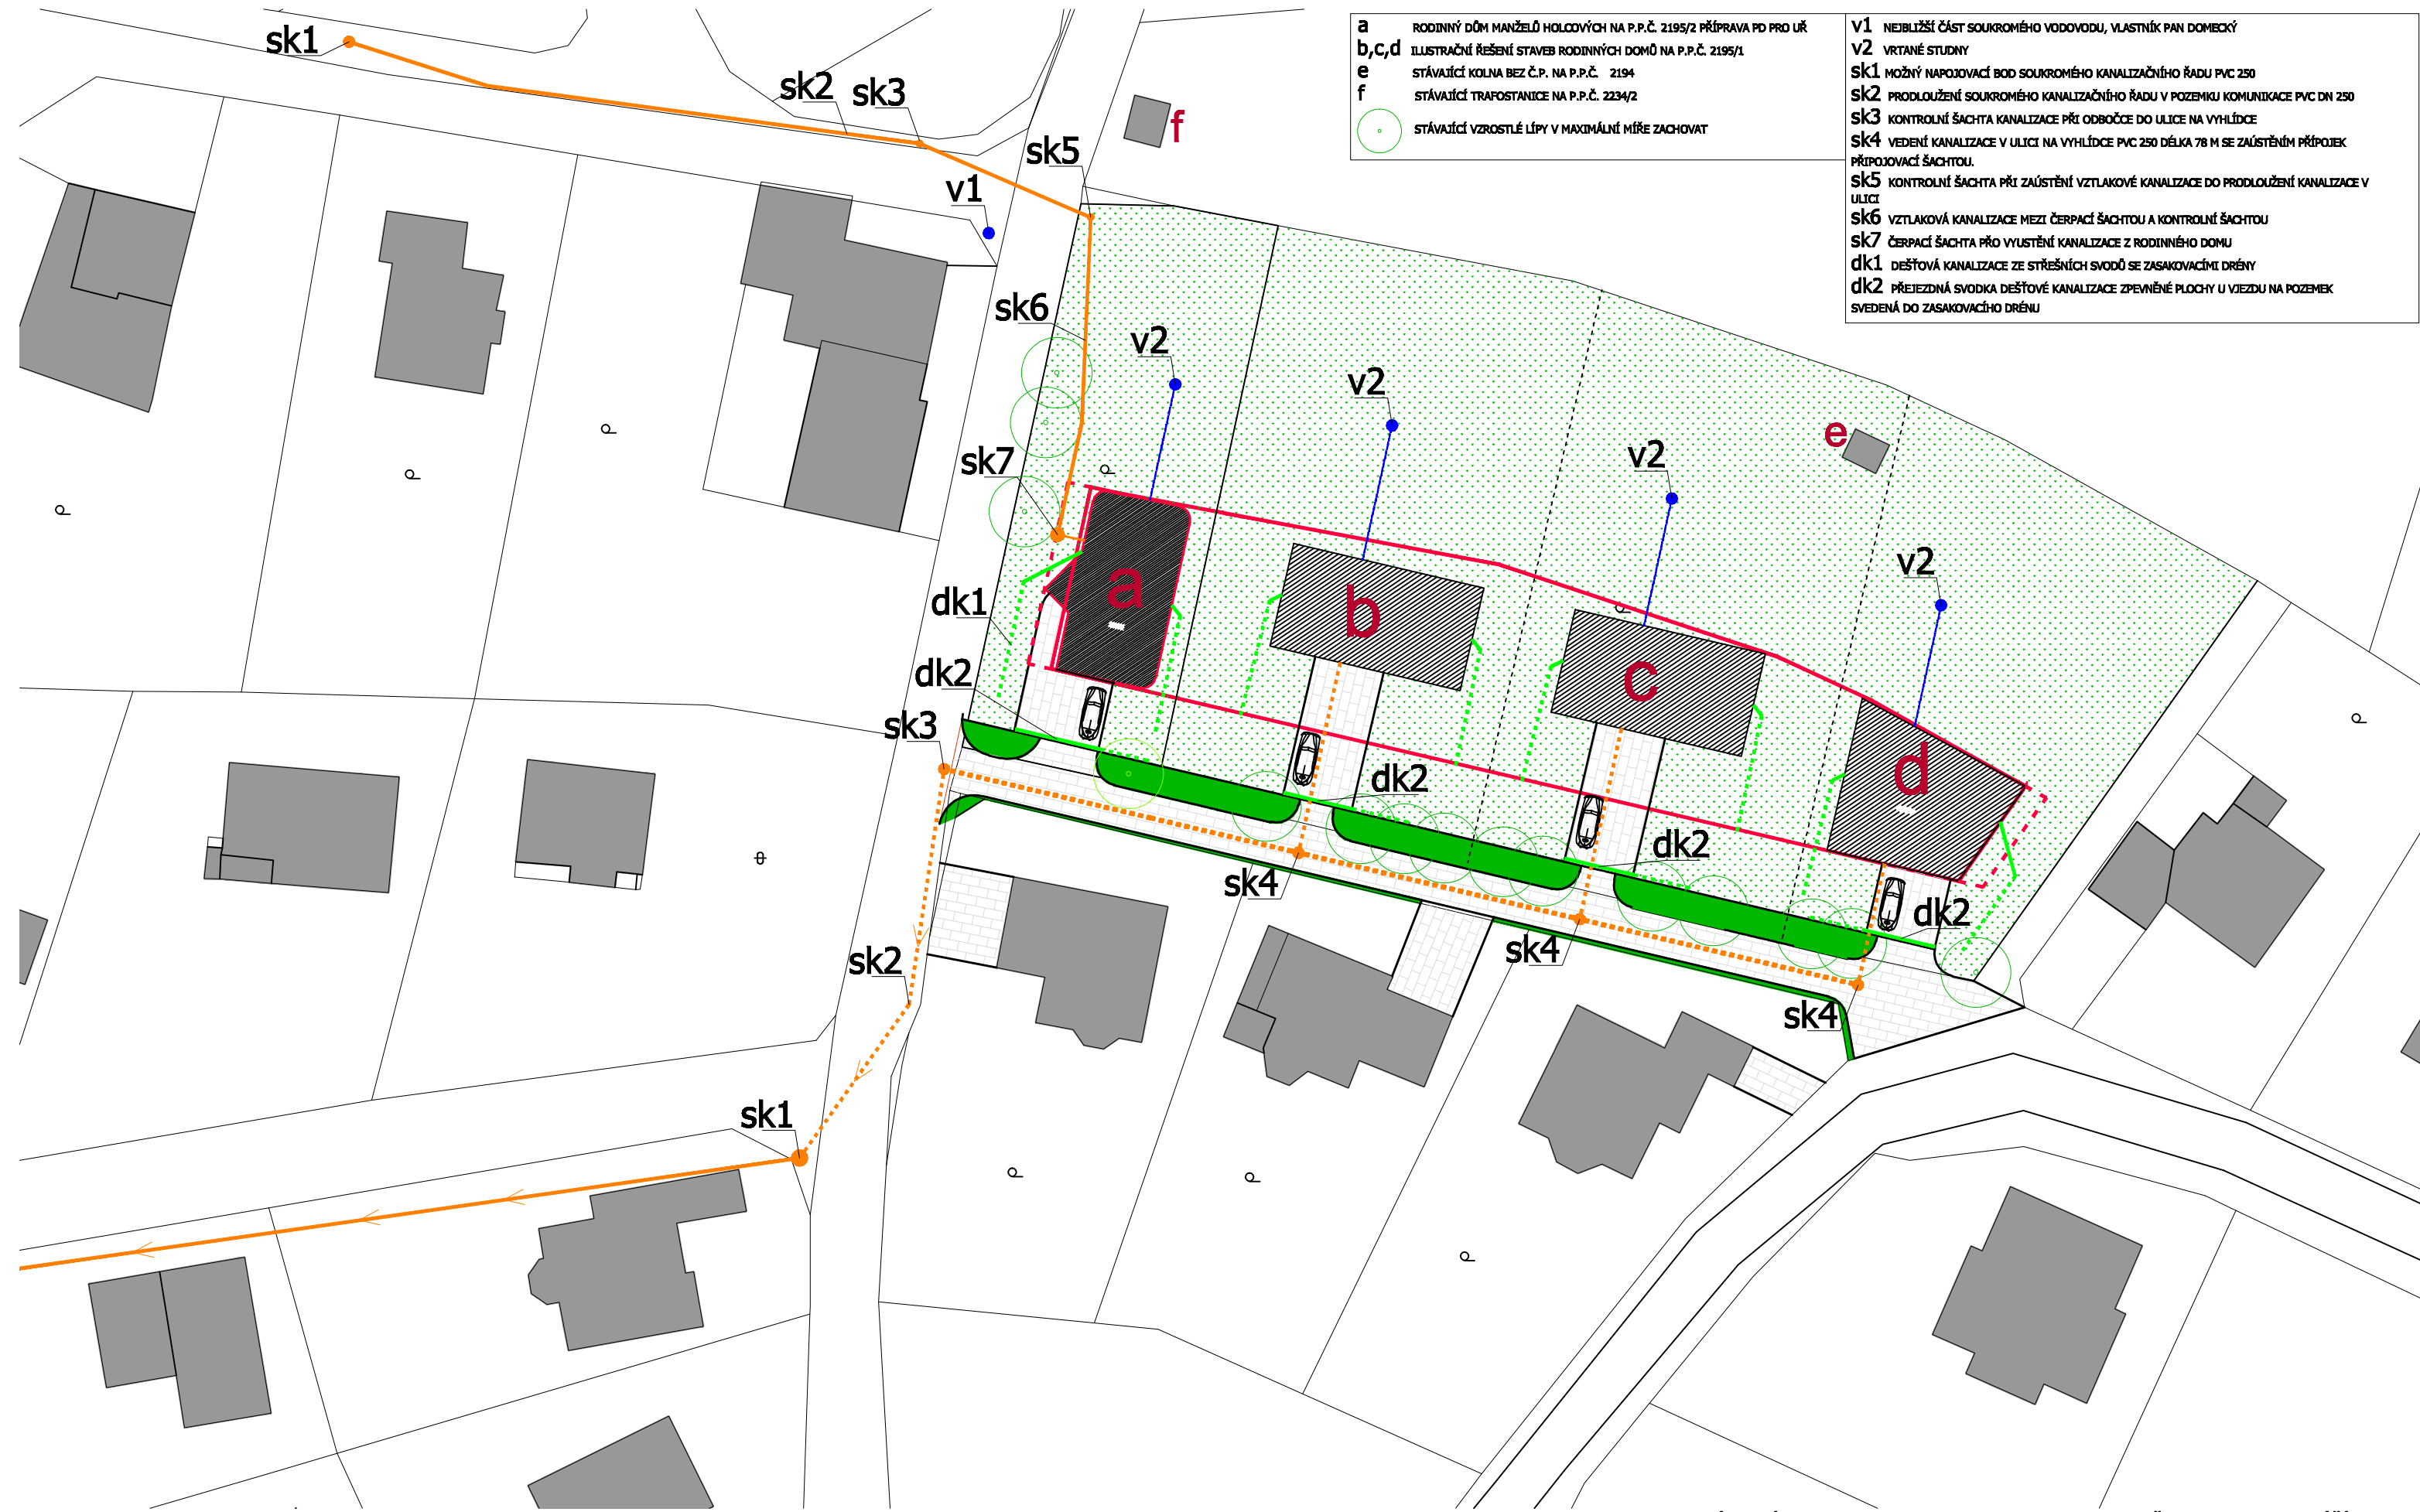 a RODINNÝ DŮM MANŽELŮ HOLCOVÝCH NA P.P.Č. 2195/2 PŘÍPRAVA PD PRO UŘ
b,c,d ILUSTRAČNÍ ŘEŠENÍ STAVEB RODINNÝCH DOMŮ NA P.P.Č. 2195/1
e STÁVAJÍCÍ KOLNA BEZ Č.P. NA P.P.Č. 2194
f STÁVAJÍCÍ TRAFOSTANICE NA P.P.Č. 2234/2
STÁVAJÍCÍ VZROSTLÉ LÍPY V MAXIMÁLNÍ MÍŘE ZACHOVAT
v1 NEJBLIŽŠÍ ČÁST SOUKROMÉHO VODOVODU, VLASTNÍK PAN DOMECKÝ
v2 VRTANÉ STUDNY
sk1 MOŽNÝ NAPOJOVACÍ BOD SOUKROMÉHO KANALIZAČNÍHO ŘADU PVC 250
sk2 PRODLOUŽENÍ SOUKROMÉHO KANALIZAČNÍHO ŘADU V POZEMKU KOMUNIKACE PVC DN 250
sk3 KONTROLNÍ ŠACHTA KANALIZACE PŘI ODBOČCE DO ULICE NA VYHLÍDCE
sk4 VEDENÍ KANALIZACE V ULICI NA VYHLÍDCE PVC 250 DÉLKA 78 M SE ZAÚSTĚNÍM PŘÍPOJEK
PŘIPOJOVACÍ ŠACHTOU.
sk5 KONTROLNÍ ŠACHTA PŘI ZAÚSTĚNÍ VZTLAKOVÉ KANALIZACE DO PRODLOUŽENÍ KANALIZACE V
ULICI
sk6 VZTLAKOVÁ KANALIZACE MEZI ČERPACÍ ŠACHTOU A KONTROLNÍ ŠACHTOU
sk7 ČERPACÍ ŠACHTA PŘO VYUSTĚNÍ KANALIZACE Z RODINNÉHO DOMU
dk1 DEŠŤOVÁ KANALIZACE ZE STŘEŠNÍCH SVODŮ SE ZASAKOVACÍMI DRÉNY
dk2 PŘEJEZDNÁ SVODKA DEŠŤOVÉ KANALIZACE ZPEVNĚNÉ PLOCHY U VJEZDU NA POZEMEK
SVEDENÁ DO ZASAKOVACÍHO DRÉNU
sk1
sk2
sk3
f
sk5
v1
sk6
v2
v2
e
v2
sk7
v2
a
dk1
b
c
dk2
sk3
d
dk2
dk2
sk4
dk2
sk4
sk2
sk4
sk1